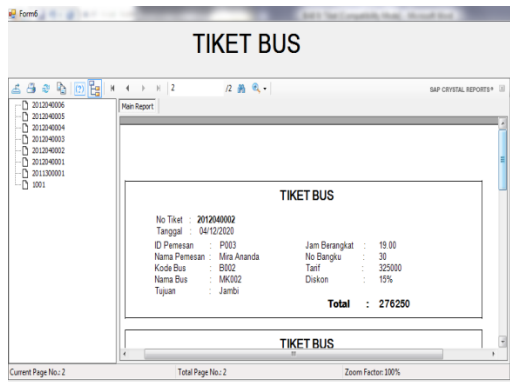 Form6
TIKET BUS
2 /2 SAP CRYSTAL REPORTS®
Main Report
2012040006
2012040005
2012040004
2012040003
2012040002
2012040001
2011300001
1001
TIKET BUS
No Tiket : 2012040002
Tanggal : 04/12/2020
ID Pemesan : P003 Jam Berangkat : 19.00
Nama Pemesan : Mira Ananda No Bangku : 30
Kode Bus : B002 Tarif : 325000
Nama Bus : MK002 Diskon : 15%
Tujuan : Jambi
Total : 276250
TIKET BUS
Current Page No.: 2 Total Page No.: 2 Zoom Factor: 100%